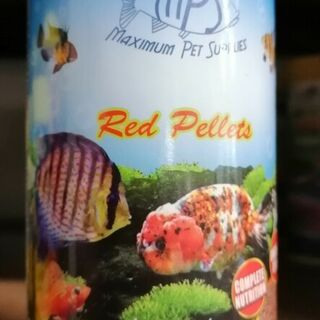 MPS
MAXIMUM PET SUPPLIES
Red Pellets
COMPLETE
NUTRITION